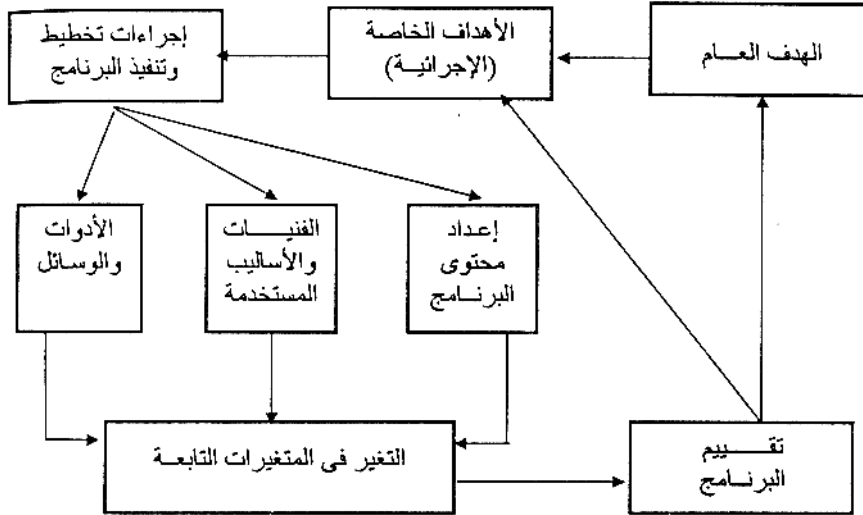 الهدف العام
الأهداف الخاصة
(الإجرائية)
إجراءات تخطيط
وتنفيذ البرنامج
إعداد
محتوى
البرنامج
الفنيات
والأساليب
المستخدمة
الأدوات
والوسائل
التغير فى المتغيرات التابعة
تقييم
البرنامج